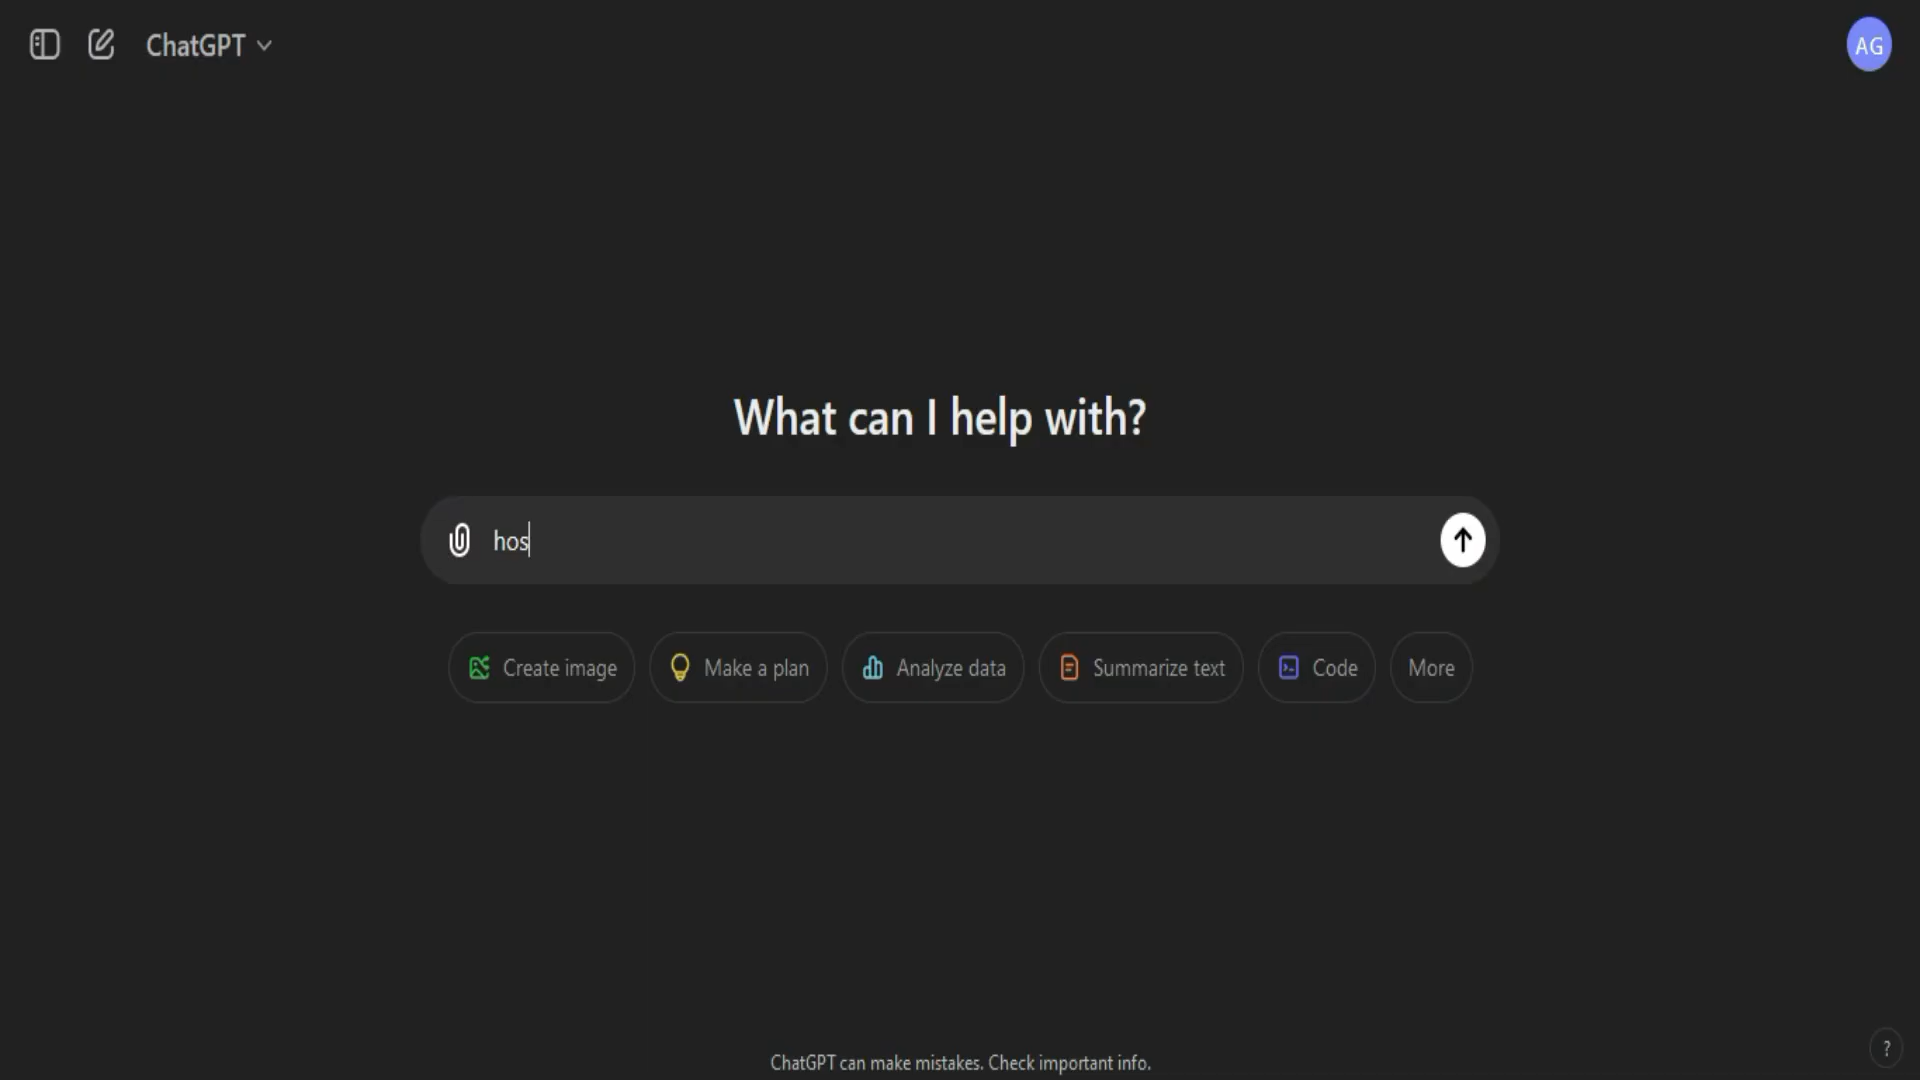 ChatGPT
AG
What can I help with?
hos
Create image
Make a plan
Analyze data
Summarize text
Code
More
ChatGPT can make mistakes. Check important info.
?